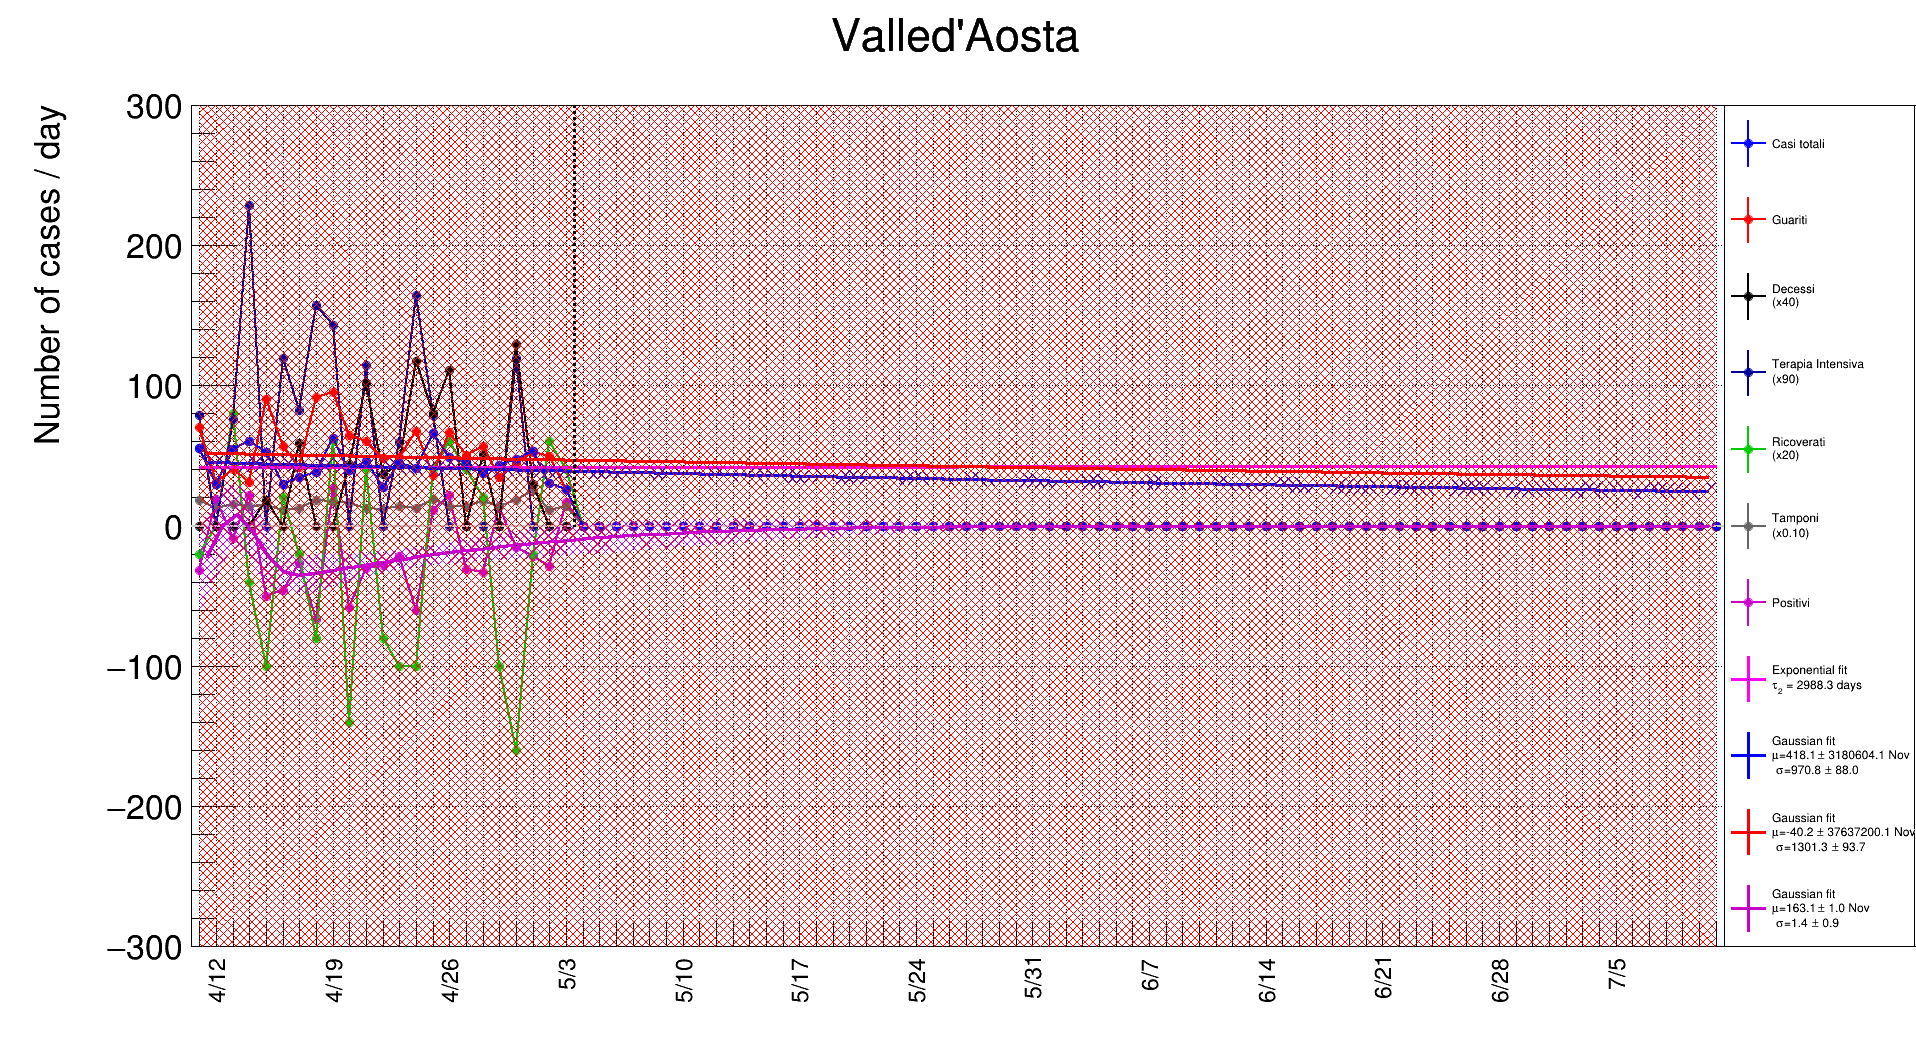 Valled'Aosta
Number of cases / day
300
200
100
0
−100
−200
−300
4/12
4/19
4/26
5/3
5/10
5/17
5/24
5/31
6/7
6/14
6/21
6/28
7/5
Casi totali
Guariti
Decessi
(x40)
Terapia Intensiva
(x90)
Ricoverati
(x20)
Tamponi
(x0.10)
Positivi
Exponential fit
τ₂ = 2988.3 days
Gaussian fit
μ=418.1 ± 3180604.1 Nov
σ=970.8 ± 88.0
Gaussian fit
μ=-40.2 ± 37637200.1 Nov
σ=1301.3 ± 93.7
Gaussian fit
μ=163.1 ± 1.0 Nov
σ=1.4 ± 0.9